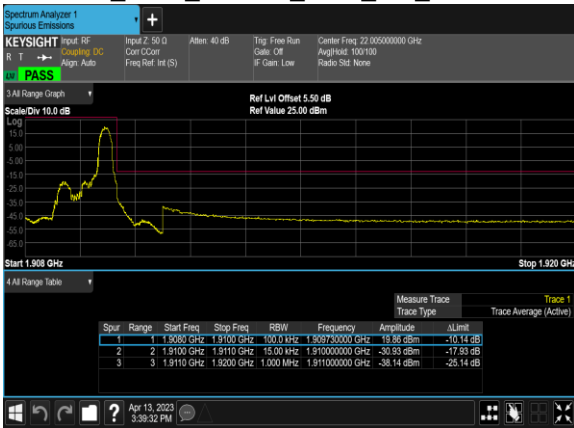 Spectrum Analyzer 1
Spurious Emissions
KEYSIGHT Input: RF Input Z: 50 Ω Atten: 40 dB Trig: Free Run Center Freq: 22.005000000 GHz
R T Coupling: DC Corr CCorr Gate: Off Avg|Hold: 100/100
Align: Auto Freq Ref: Int (S) IF Gain: Low Radio Std: None
PASS
3 All Range Graph
Ref Lvl Offset 5.50 dB
Scale/Div 10.0 dB Ref Value 25.00 dBm
Log
15.0
5.00
-5.00
-15.0
-25.0
-35.0
-45.0
-55.0
-65.0
Start 1.908 GHz Stop 1.920 GHz
4 All Range Table
Measure Trace Trace 1
Trace Type Trace Average (Active)
Spur Range Start Freq Stop Freq RBW Frequency Amplitude ΔLimit
1 1 1.9080 GHz 1.9100 GHz 100.0 kHz 1.909730000 GHz 19.86 dBm -10.14 dB
2 2 1.9100 GHz 1.9110 GHz 15.00 kHz 1.910000000 GHz -30.93 dBm -17.93 dB
3 3 1.9110 GHz 1.9200 GHz 1.000 MHz 1.911000000 GHz -38.14 dBm -25.14 dB
Apr 13, 2023
3:39:32 PM